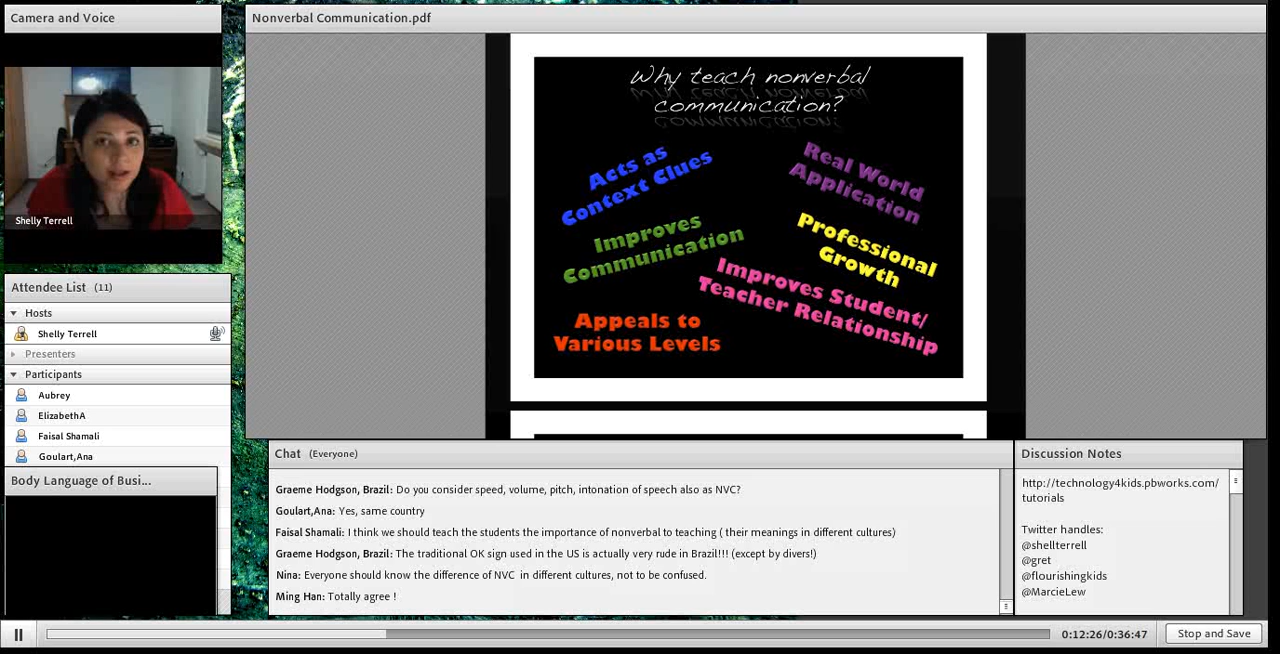 Camera and Voice
Shelly Terrell
Attendee List (11)
Hosts
Shelly Terrell
Presenters
Participants
Aubrey
ElizabethA
Faisal Shamali
Goulart,Ana
Body Language of Busi...
Nonverbal Communication.pdf
Why teach nonverbal
communication?
Acts as
Context Clues
Real World
Application
Improves
Communication
Professional
Growth
Improves Student/
Teacher Relationship
Appeals to
Various Levels
Chat (Everyone)
Graeme Hodgson, Brazil: Do you consider speed, volume, pitch, intonation of speech also as NVC?
Goulart,Ana: Yes, same country
Faisal Shamali: I think we should teach the students the importance of nonverbal to teaching ( their meanings in different cultures)
Graeme Hodgson, Brazil: The traditional OK sign used in the US is actually very rude in Brazil!!! (except by divers!)
Nina: Everyone should know the difference of NVC in different cultures, not to be confused.
Ming Han: Totally agree !
Discussion Notes
http://technology4kids.pbworks.com/
tutorials
Twitter handles:
@shellterrell
@gret
@flourishingkids
@MarcieLew
0:12:26/0:36:47
Stop and Save